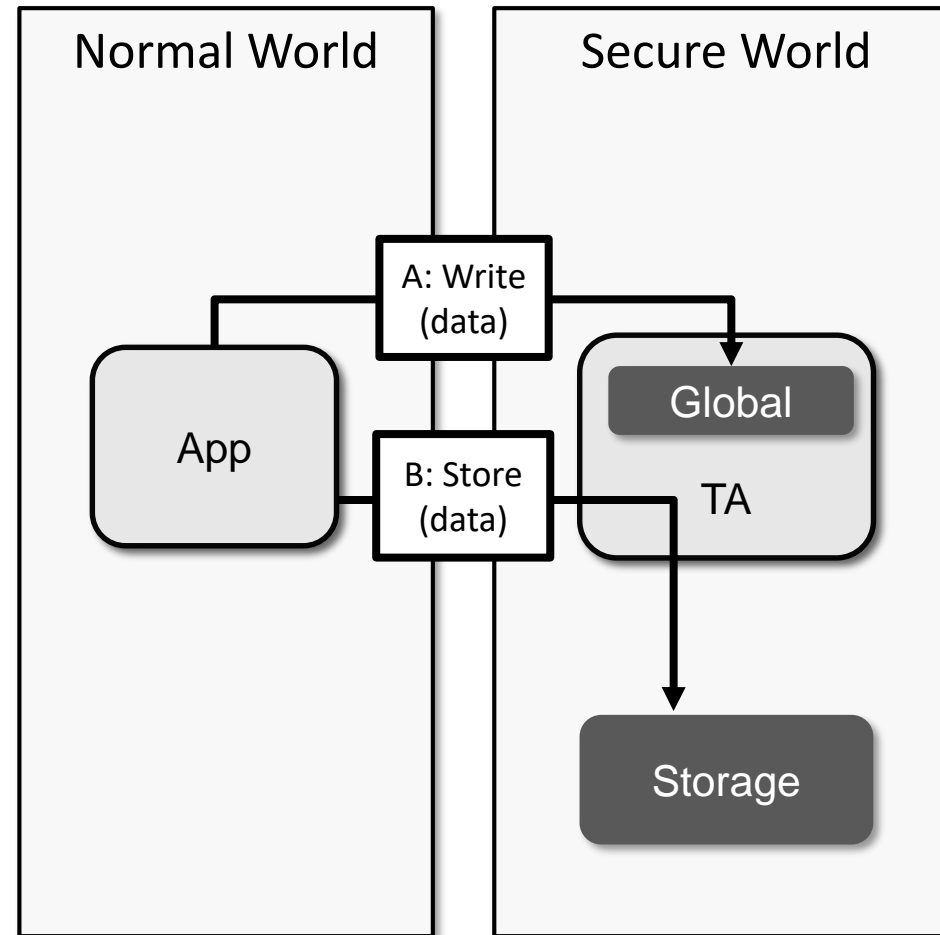 Normal World
Secure World
A: Write
(data)
Global
App
B: Store
(data)
TA
Storage